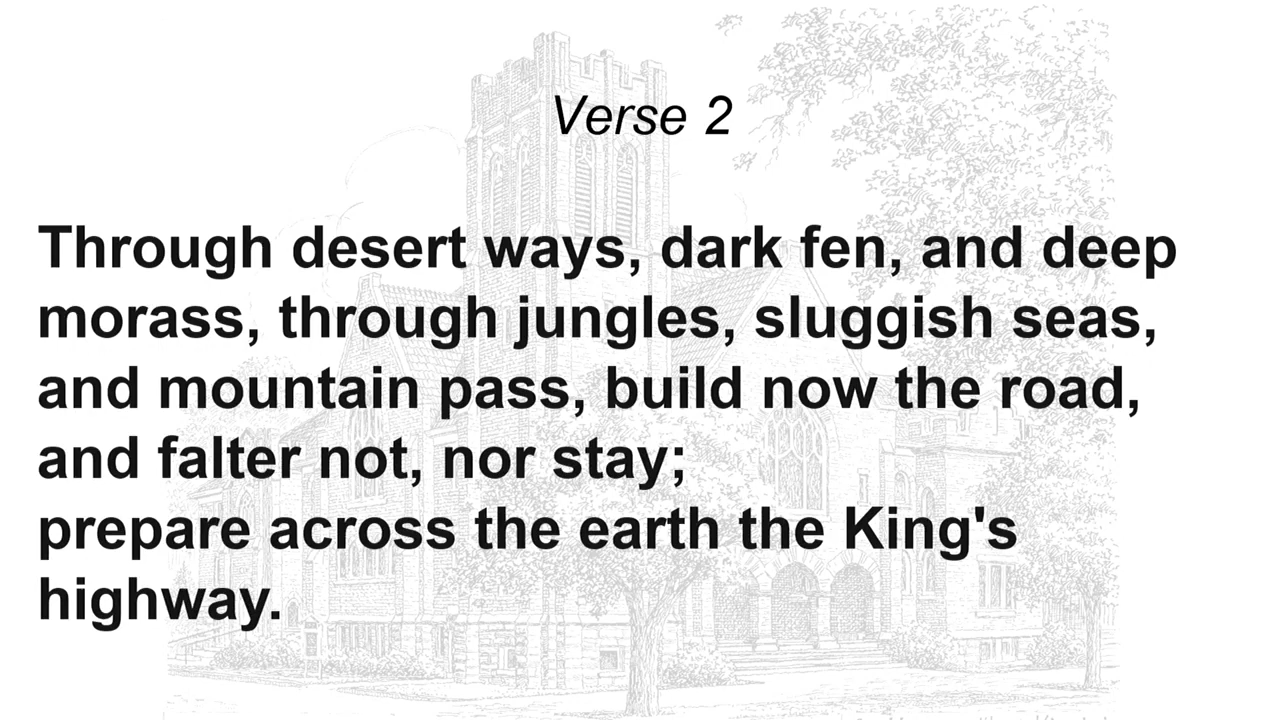 Verse 2
Through desert ways, dark fen, and deep
morass, through jungles, sluggish seas,
and mountain pass, build now the road,
and falter not, nor stay;
prepare across the earth the King's
highway.